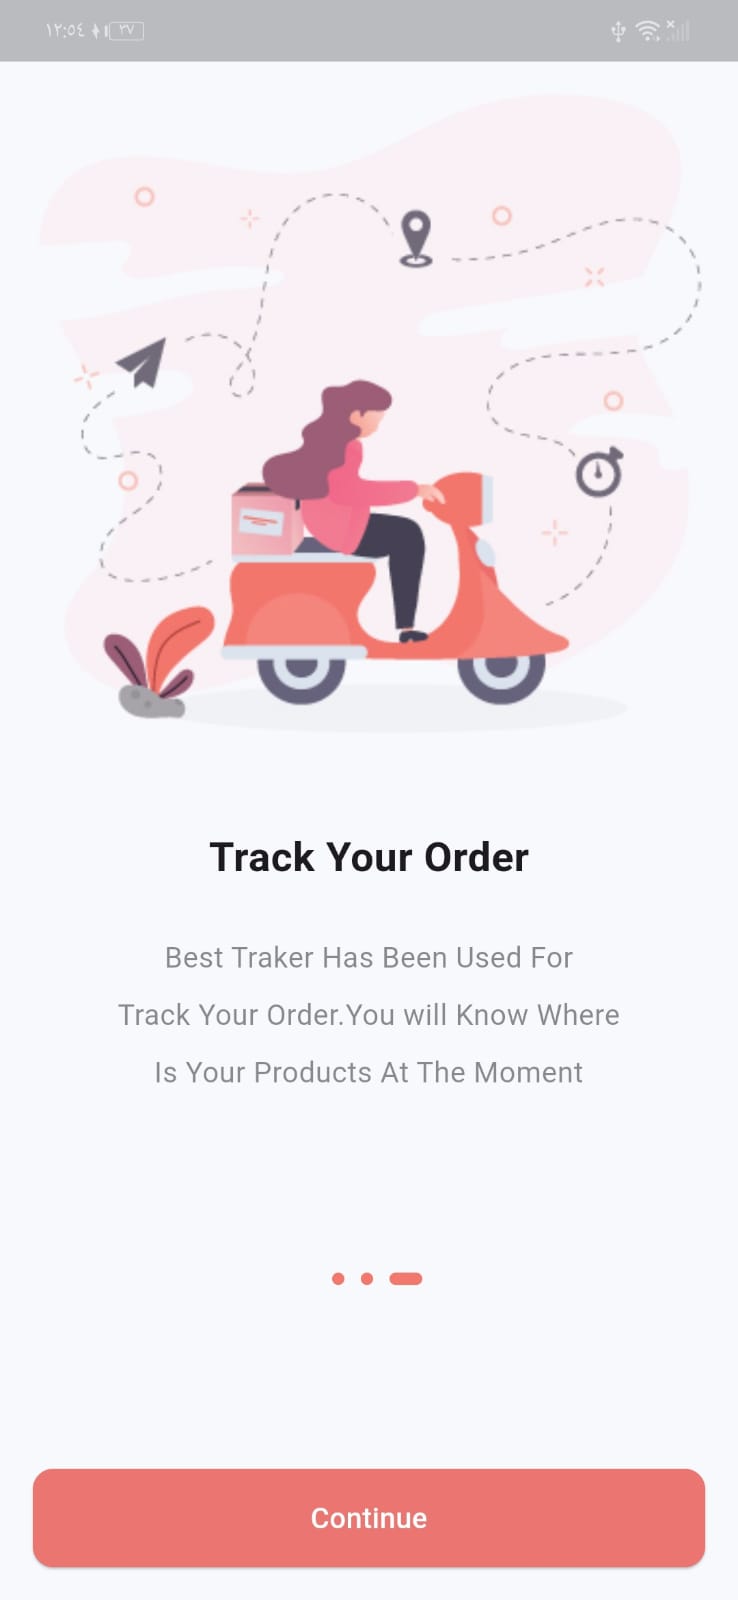 ١٢:٥٤
٣٧
Track Your Order
Best Traker Has Been Used For
Track Your Order.You will Know Where
Is Your Products At The Moment
Continue